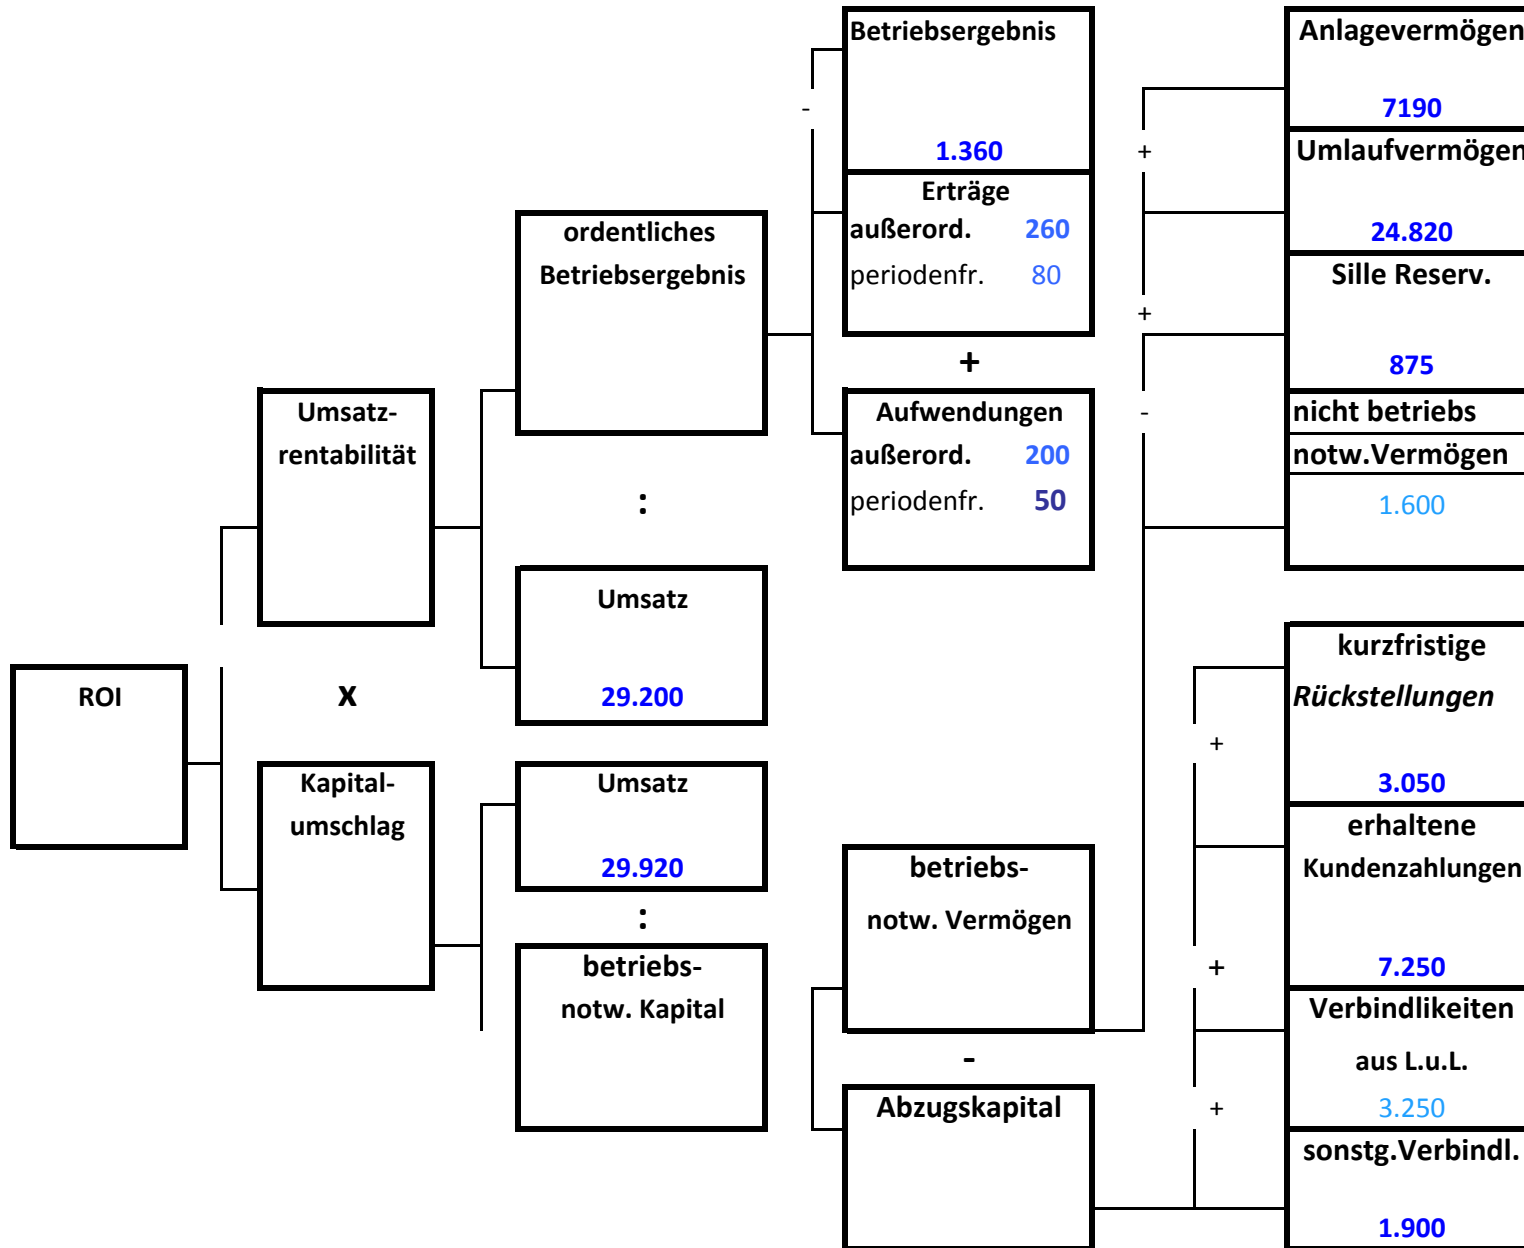 Betriebsergebnis
-
1.360
Erträge
außerord. 260
periodenfr. 80
+
Aufwendungen
außerord. 200
periodenfr. 50
ordentliches
Betriebsergebnis
:
Umsatz
29.200
Umsatz-
rentabilität
x
ROI
Kapital-
umschlag
Umsatz
29.920
:
betriebs-
notw. Kapital
betriebs-
notw. Vermögen
-
Abzugskapital
Anlagevermögen
7190
+
Umlaufvermögen
24.820
+
Sille Reserv.
875
-
nicht betriebs
notw.Vermögen
1.600
kurzfristige
Rückstellungen
+
3.050
erhaltene
Kundenzahlungen
+
7.250
Verbindlikeiten
aus L.u.L.
+
3.250
sonstg.Verbindl.
1.900